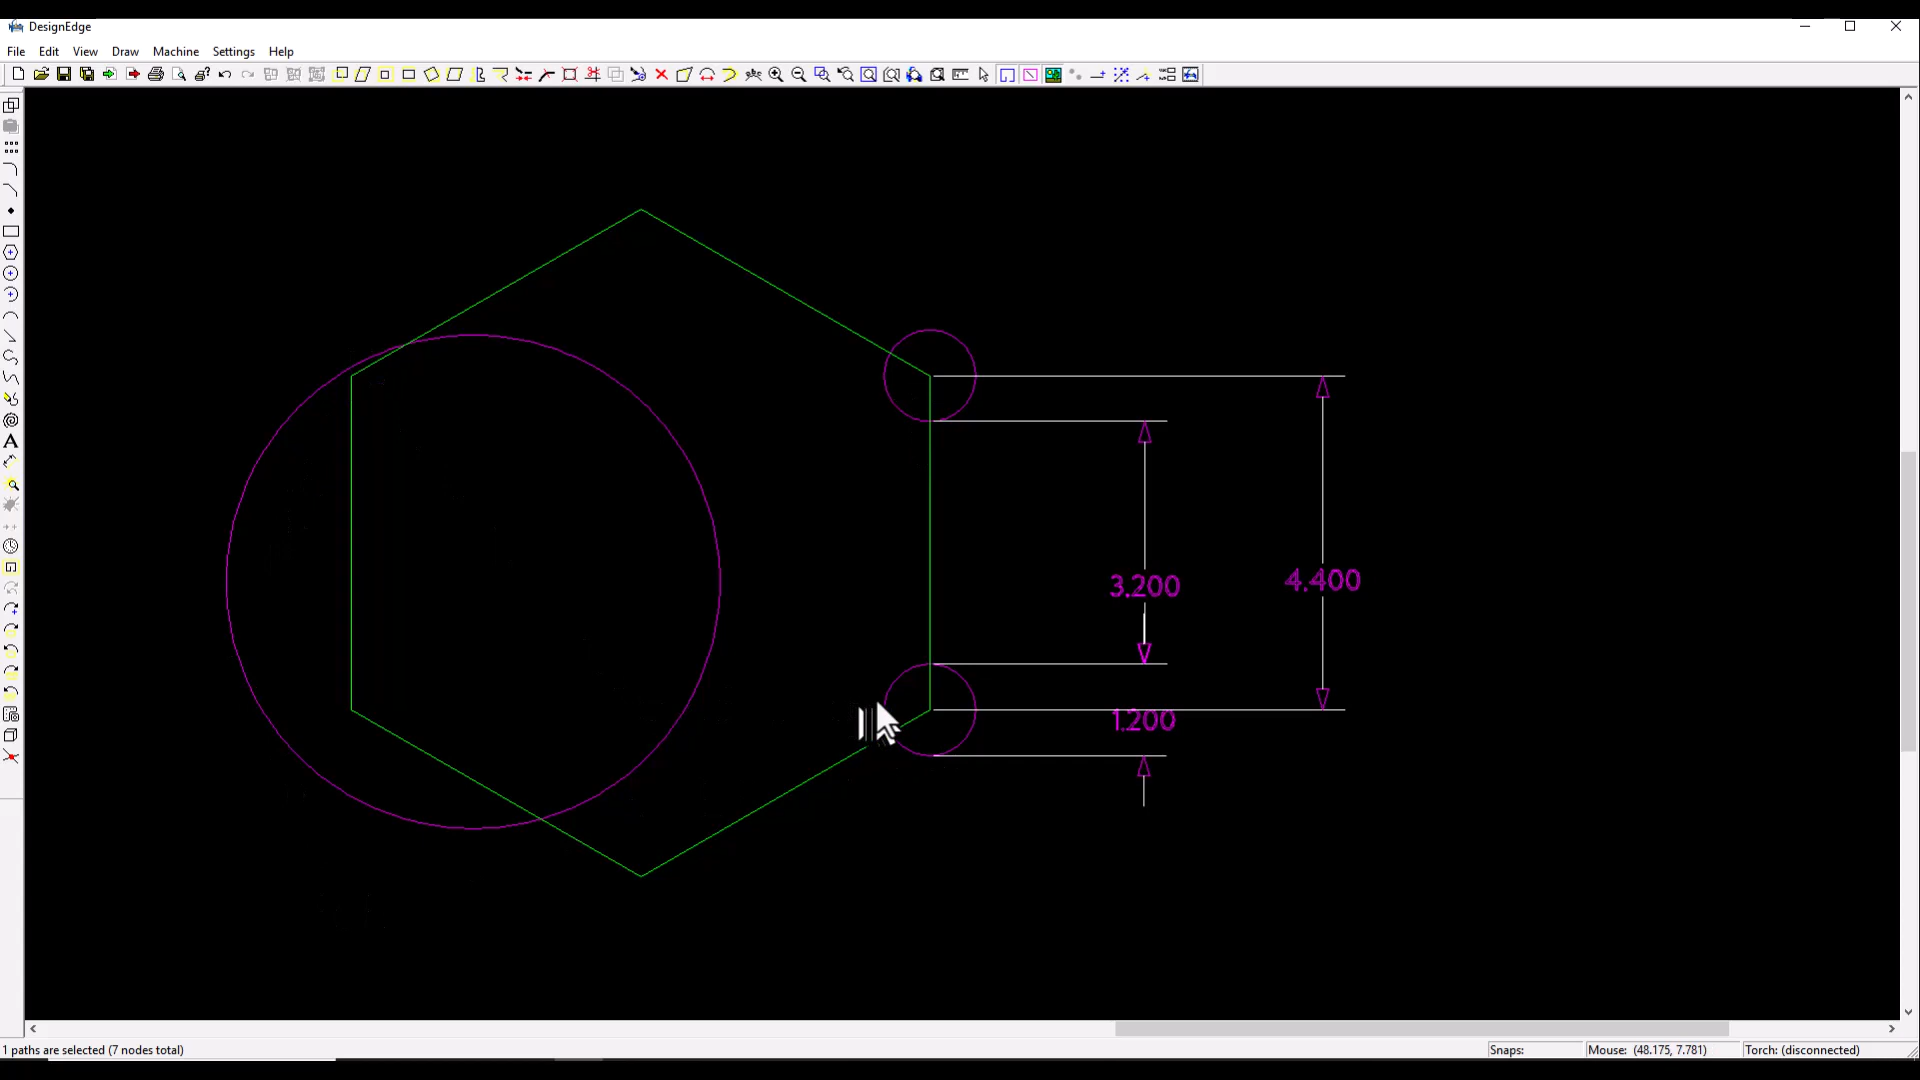 DesignEdge
File Edit View Draw Machine Settings Help
3.200
4.400
1.200
1 paths are selected (7 nodes total)
Snaps:
Mouse: (48.175, 7.781)
Torch: (disconnected)